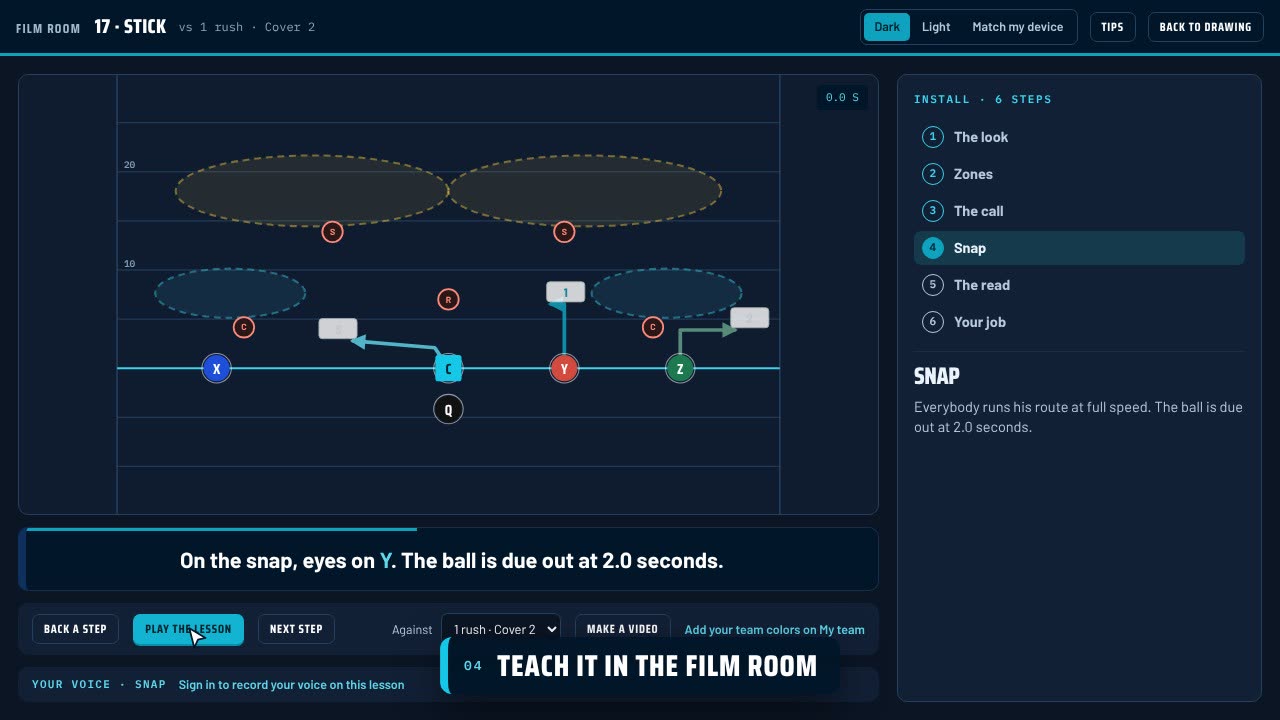 FILM ROOM 17 · STICK vs 1 rush · Cover 2
Dark Light Match my device TIPS BACK TO DRAWING
0.0 S
20
S S
10
R
1
C C
2
X C Y Z
Q
On the snap, eyes on Y. The ball is due out at 2.0 seconds.
BACK A STEP PLAY THE LESSON NEXT STEP Against 1 rush · Cover 2 MAKE A VIDEO Add your team colors on My team
YOUR VOICE · SNAP Sign in to record your voice on this lesson
04 TEACH IT IN THE FILM ROOM
INSTALL · 6 STEPS
1 The look
2 Zones
3 The call
4 Snap
5 The read
6 Your job
SNAP
Everybody runs his route at full speed. The ball is due
out at 2.0 seconds.